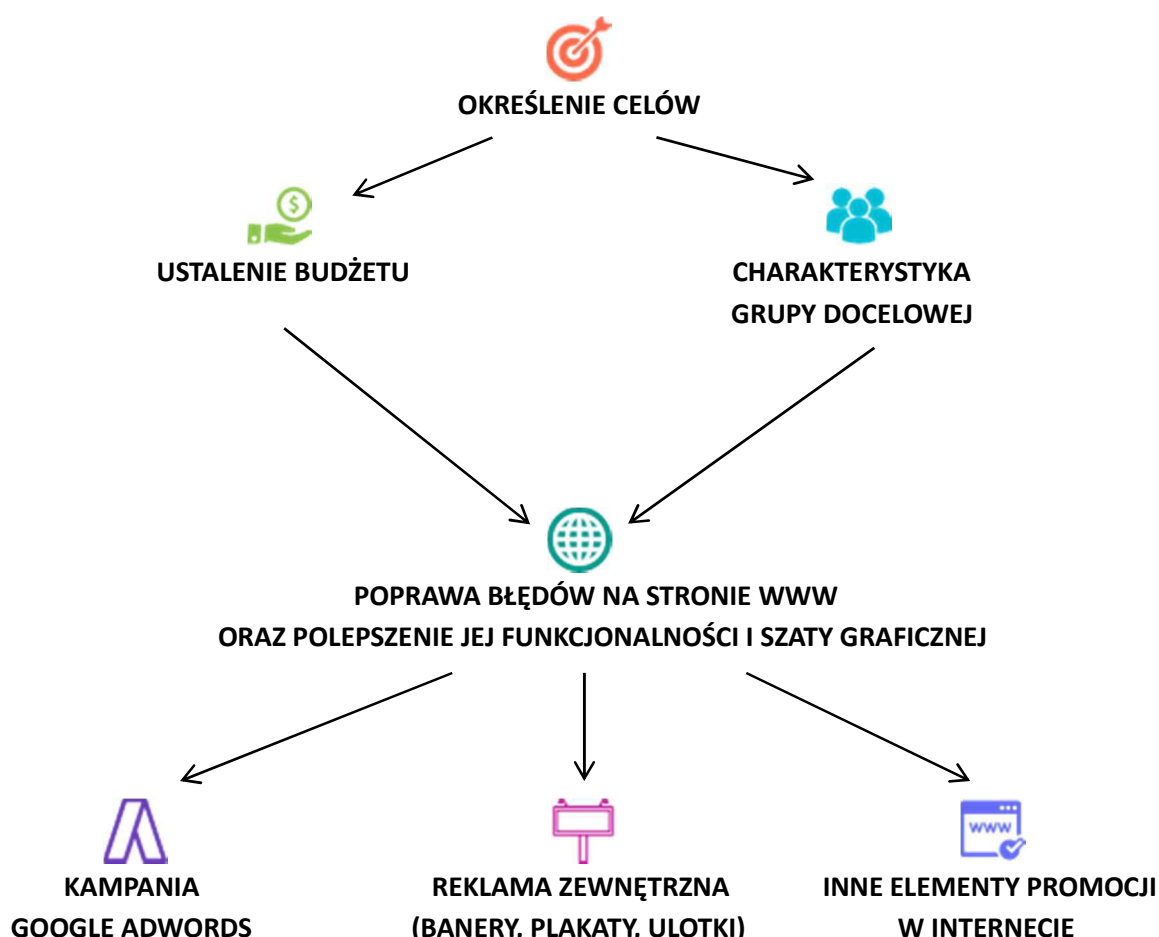 OKREŚLENIE CELÓW
$
USTALENIE BUDŻETU
CHARAKTERYSTYKA
GRUPY DOCELOWEJ
POPRAWA BŁĘDÓW NA STRONIE WWW
ORAZ POLEPSZENIE JEJ FUNKCJONALNOŚCI I SZATY GRAFICZNEJ
www
KAMPANIA
GOOGLE ADWORDS
REKLAMA ZEWNĘTRZNA
(BANERY, PLAKATY, ULOTKI)
INNE ELEMENTY PROMOCJI
W INTERNECIE